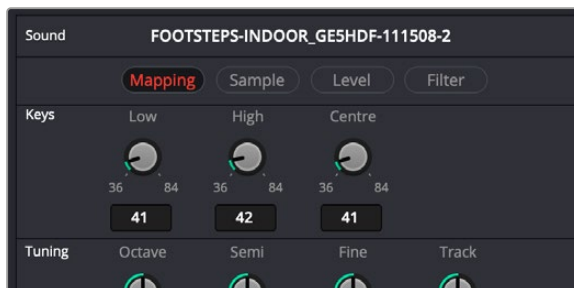 Sound FOOTSTEPS-INDOOR_GE5HDF-111508-2
Mapping Sample Level Filter
Keys Low High Centre
36 84 36 84 36 84
41 42 41
Tuning Octave Semi Fine Track